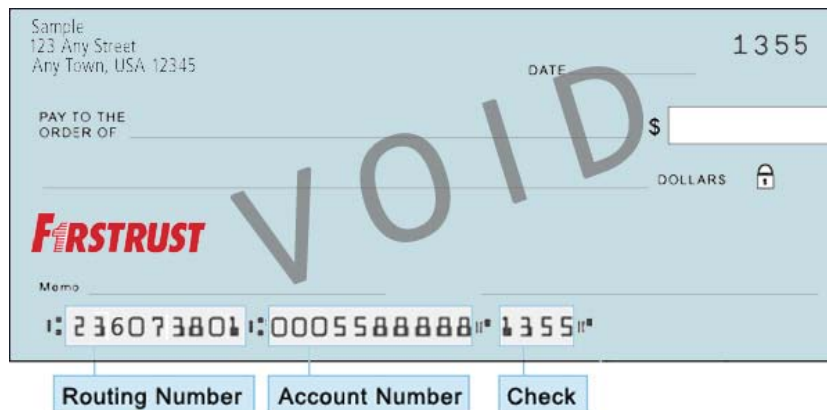 Sample
123 Any Street
Any Town, USA 12345
1355
DATE
PAY TO THE
ORDER OF
$
DOLLARS
VOID
F1RSTRUST
Memo
⑆236073801⑆0005588888⑈1355⑈
Routing Number
Account Number
Check